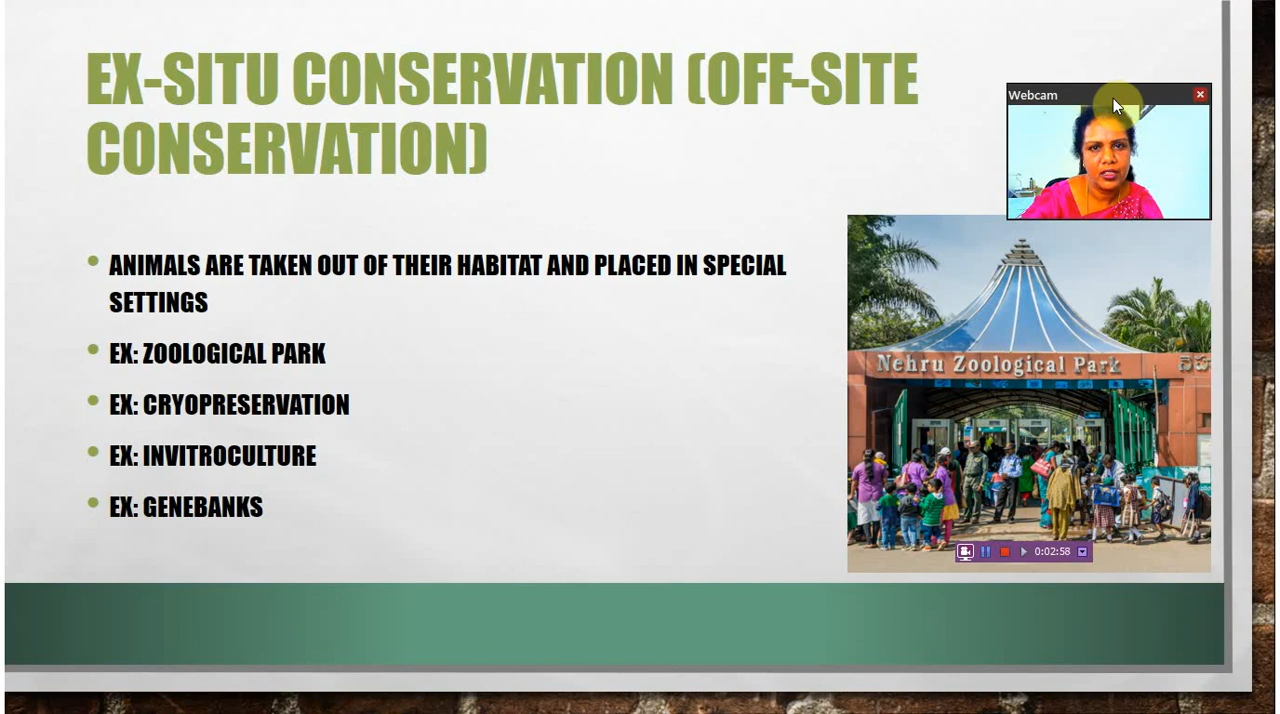 EX-SITU CONSERVATION (OFF-SITE
CONSERVATION)
Webcam
• ANIMALS ARE TAKEN OUT OF THEIR HABITAT AND PLACED IN SPECIAL
SETTINGS
• EX: ZOOLOGICAL PARK
• EX: CRYOPRESERVATION
• EX: INVITROCULTURE
• EX: GENEBANKS
Nehru Zoological Park
0:02:58